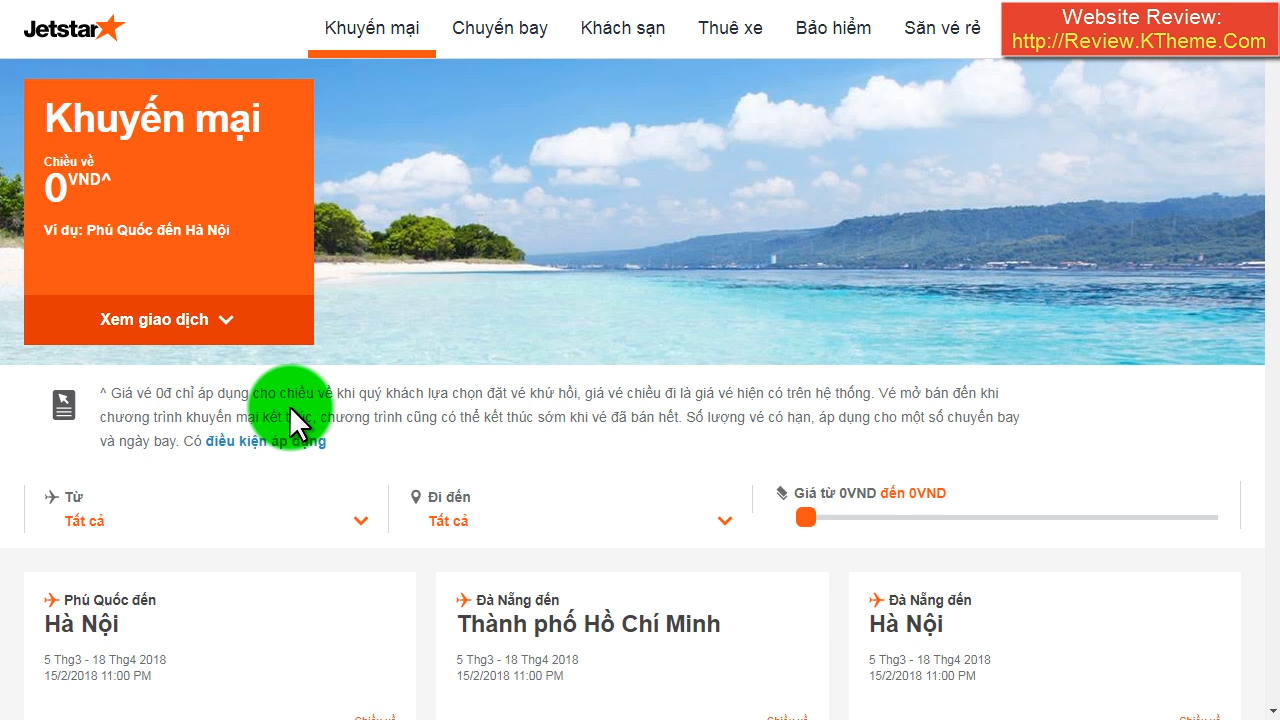 Jetstar
Khuyến mại
Chuyến bay
Khách sạn
Thuê xe
Bảo hiểm
Săn vé rẻ
Website Review:
http://Review.KTheme.Com
Khuyến mại
Chiều về
0VND^
Ví dụ: Phú Quốc đến Hà Nội
Xem giao dịch
^ Giá vé 0đ chỉ áp dụng cho chiều về khi quý khách lựa chọn đặt vé khứ hồi, giá vé chiều đi là giá vé hiện có trên hệ thống. Vé mở bán đến khi
chương trình khuyến mại kết thúc, chương trình cũng có thể kết thúc sớm khi vé đã bán hết. Số lượng vé có hạn, áp dụng cho một số chuyến bay
và ngày bay. Có điều kiện áp dụng
Từ
Tất cả
Đi đến
Tất cả
Giá từ 0VND đến 0VND
Phú Quốc đến
Hà Nội
5 Thg3 - 18 Thg4 2018
15/2/2018 11:00 PM
Chiều về
Đà Nẵng đến
Thành phố Hồ Chí Minh
5 Thg3 - 18 Thg4 2018
15/2/2018 11:00 PM
Chiều về
Đà Nẵng đến
Hà Nội
5 Thg3 - 18 Thg4 2018
15/2/2018 11:00 PM
Chiều về